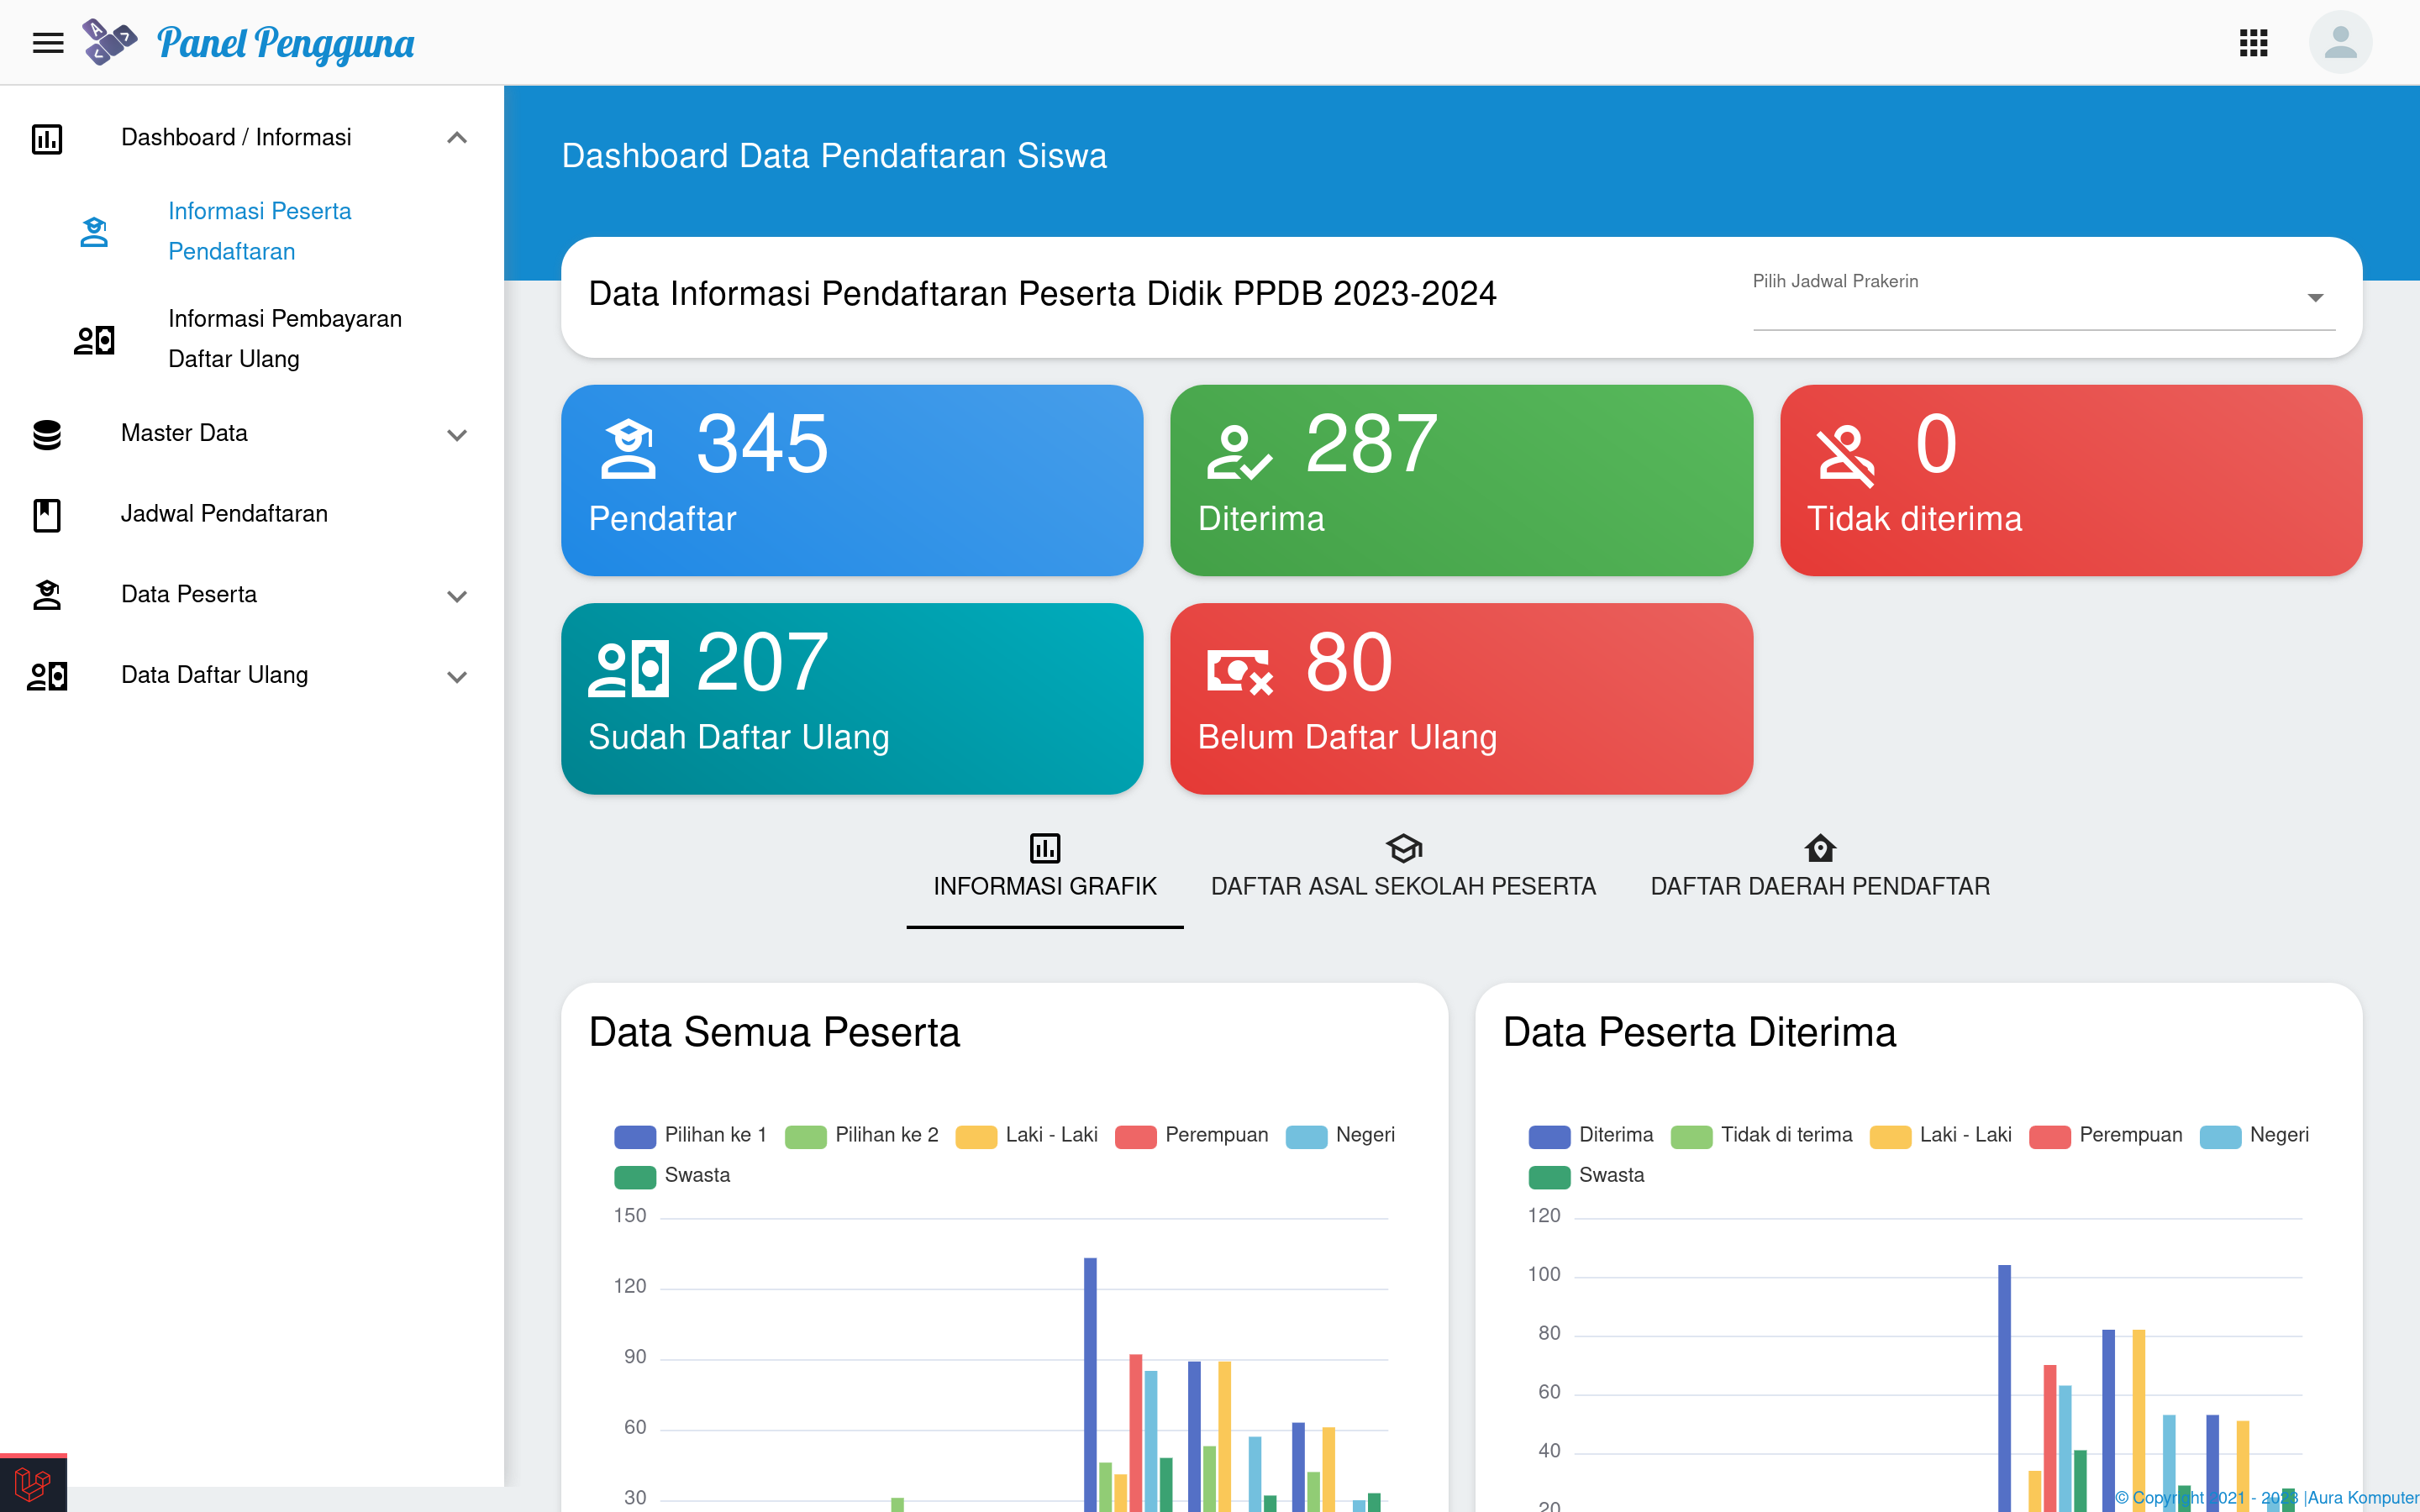 Panel Pengguna
Dashboard / Informasi
Informasi Peserta
Pendaftaran
Informasi Pembayaran
Daftar Ulang
Master Data
Jadwal Pendaftaran
Data Peserta
Data Daftar Ulang
Dashboard Data Pendaftaran Siswa
Data Informasi Pendaftaran Peserta Didik PPDB 2023-2024
Pilih Jadwal Prakerin
345
Pendaftar
287
Diterima
0
Tidak diterima
207
Sudah Daftar Ulang
80
Belum Daftar Ulang
INFORMASI GRAFIK
DAFTAR ASAL SEKOLAH PESERTA
DAFTAR DAERAH PENDAFTAR
Data Semua Peserta
Pilihan ke 1 Pilihan ke 2 Laki - Laki Perempuan Negeri
Swasta
150
120
90
60
30
Data Peserta Diterima
Diterima Tidak di terima Laki - Laki Perempuan Negeri
Swasta
120
100
80
60
40
20
© Copyright 2021 - 2023 |Aura Komputer